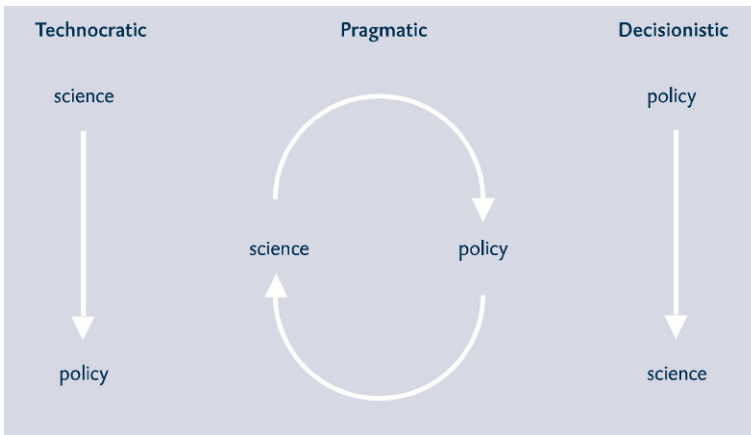 Technocratic
Pragmatic
Decisionistic
science
policy
science
policy
policy
science